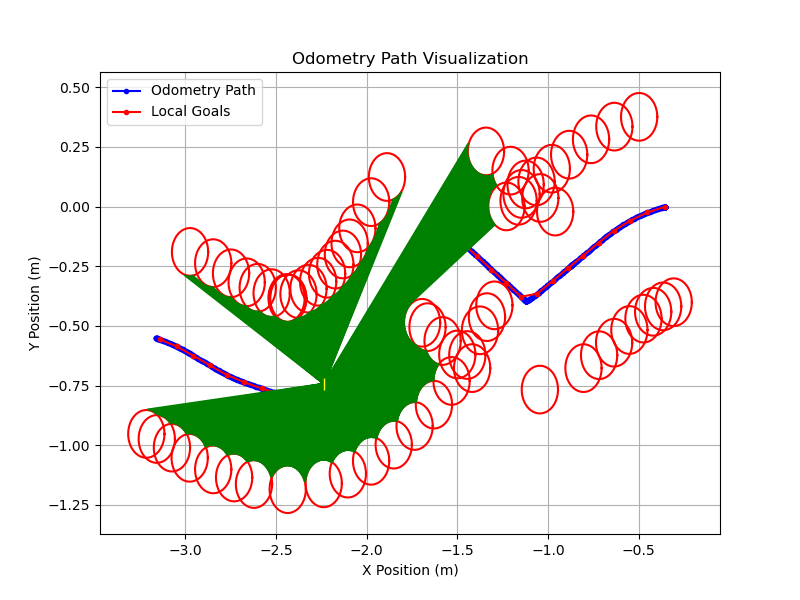 Odometry Path Visualization
Odometry Path
Local Goals
0.50
0.25
0.00
−0.25
−0.50
−0.75
−1.00
−1.25
Y Position (m)
−3.0 −2.5 −2.0 −1.5 −1.0 −0.5
X Position (m)